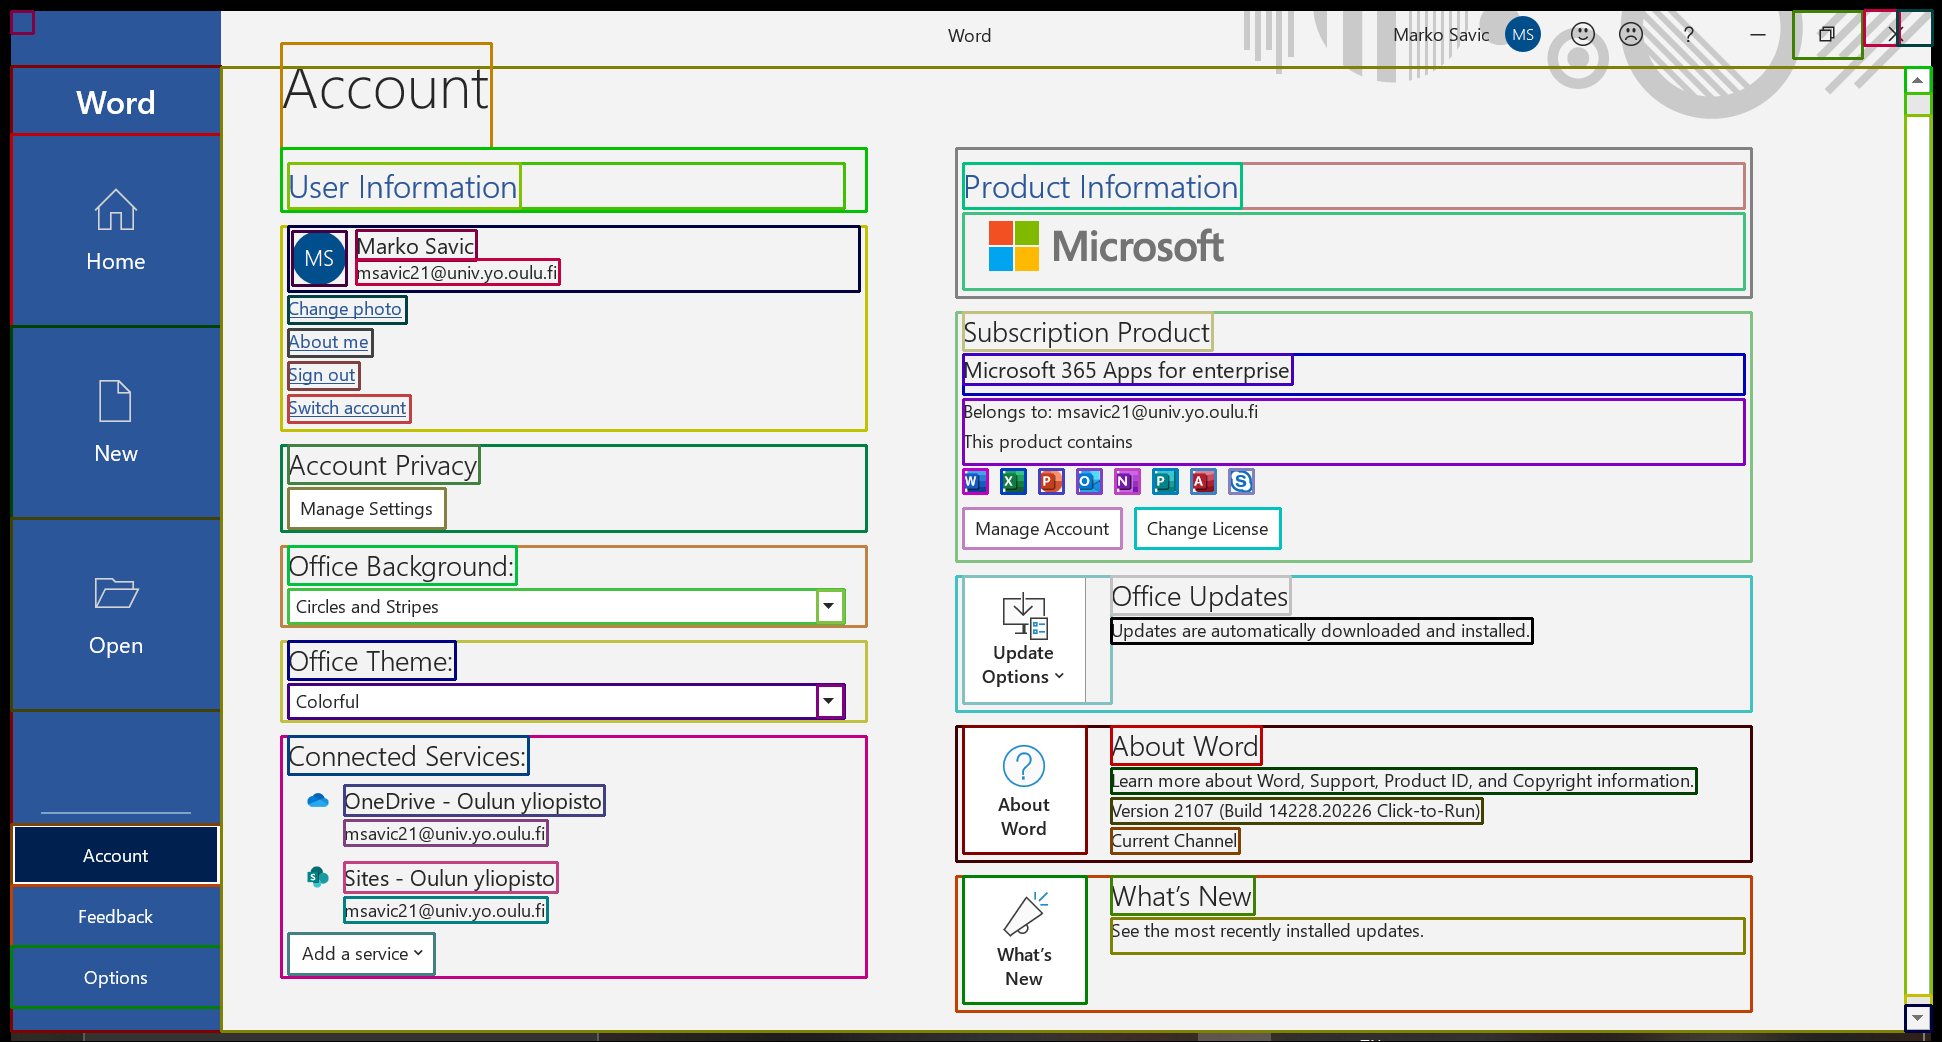 Word
Marko Savic
MS
?
Word
Home
New
Open
Account
Feedback
Options
Account
User Information
MS
Marko Savic
msavic21@univ.yo.oulu.fi
Change photo
About me
Sign out
Switch account
Account Privacy
Manage Settings
Office Background:
Circles and Stripes
Office Theme:
Colorful
Connected Services:
OneDrive - Oulun yliopisto
msavic21@univ.yo.oulu.fi
S
Sites - Oulun yliopisto
msavic21@univ.yo.oulu.fi
Add a service
Product Information
Microsoft
Subscription Product
Microsoft 365 Apps for enterprise
Belongs to: msavic21@univ.yo.oulu.fi
This product contains
W X P O N P A S
Manage Account
Change License
Update
Options
Office Updates
Updates are automatically downloaded and installed.
?
About
Word
About Word
Learn more about Word, Support, Product ID, and Copyright information.
Version 2107 (Build 14228.20226 Click-to-Run)
Current Channel
What's
New
What's New
See the most recently installed updates.